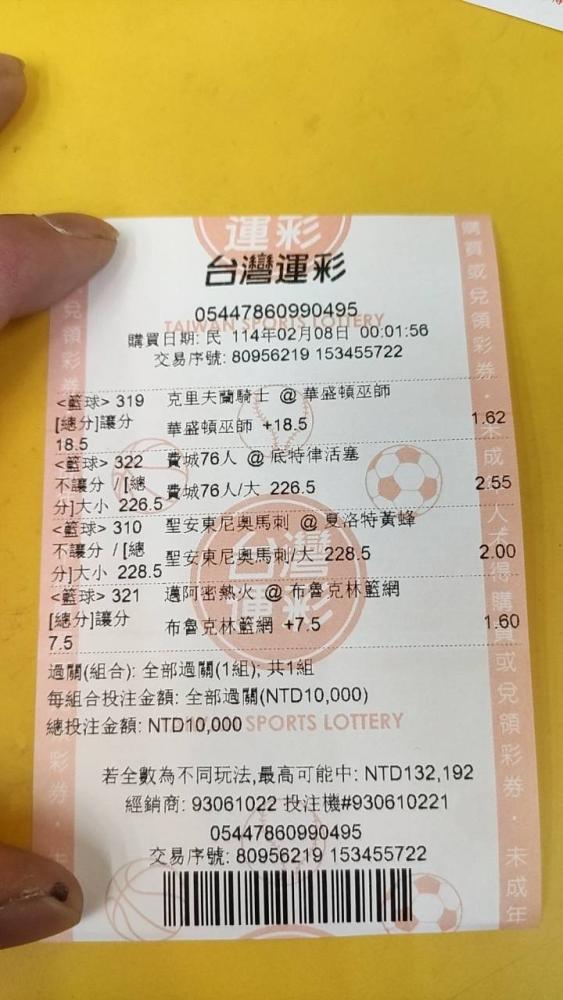 運彩
台灣運彩
05447860990495
TAIWAN SPORTS LOTTERY
購買日期: 民 114年02月08日 00:01:56
交易序號: 80956219 153455722
<籃球> 319 克里夫蘭騎士 @ 華盛頓巫師
[總分]讓分 18.5 華盛頓巫師 +18.5 1.62
<籃球> 322 費城76人 @ 底特律活塞
不讓分 / [總分]大小 226.5 費城76人/大 226.5 2.55
<籃球> 310 聖安東尼奧馬刺 @ 夏洛特黃蜂
不讓分 / [總分]大小 228.5 聖安東尼奧馬刺/大 228.5 2.00
<籃球> 321 邁阿密熱火 @ 布魯克林籃網
[總分]讓分 7.5 布魯克林籃網 +7.5 1.60
過關(組合): 全部過關(1組); 共1組
每組合投注金額: 全部過關(NTD10,000)
總投注金額: NTD10,000
SPORTS LOTTERY
若全數為不同玩法,最高可能中: NTD132,192
經銷商: 93061022 投注機#930610221
05447860990495
交易序號: 80956219 153455722
兌領彩券
彩券・未
購買或兌領彩券・未成
人不得購買或兌領彩券・未成年